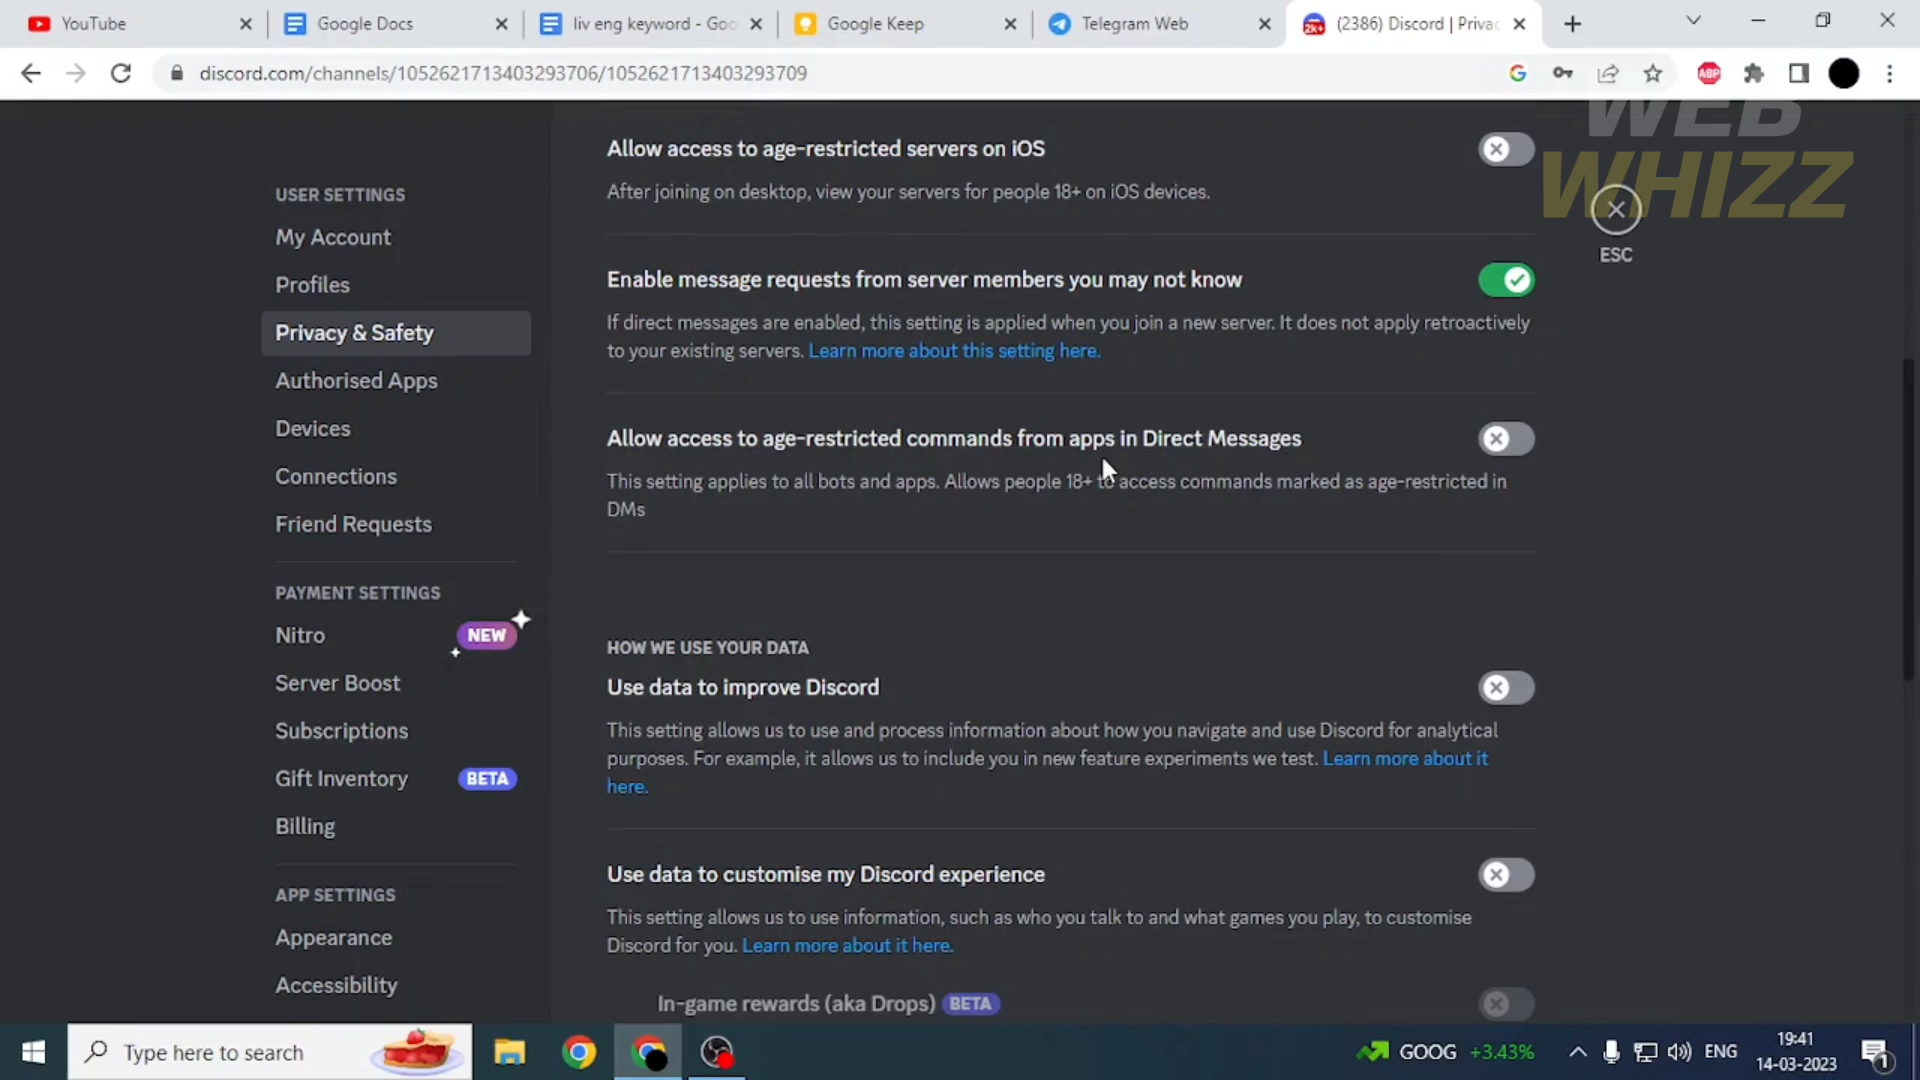 YouTube
Google Docs
liv eng keyword - Goo
Google Keep
Telegram Web
2k+
(2386) Discord | Privac
discord.com/channels/1052621713403293706/1052621713403293709
ABP
WEB
WHIZZ
ESC
USER SETTINGS
My Account
Profiles
Privacy & Safety
Authorised Apps
Devices
Connections
Friend Requests
PAYMENT SETTINGS
Nitro
NEW
Server Boost
Subscriptions
Gift Inventory
BETA
Billing
APP SETTINGS
Appearance
Accessibility
Allow access to age-restricted servers on iOS
After joining on desktop, view your servers for people 18+ on iOS devices.
Enable message requests from server members you may not know
If direct messages are enabled, this setting is applied when you join a new server. It does not apply retroactively
to your existing servers. Learn more about this setting here.
Allow access to age-restricted commands from apps in Direct Messages
This setting applies to all bots and apps. Allows people 18+ to access commands marked as age-restricted in
DMs
HOW WE USE YOUR DATA
Use data to improve Discord
This setting allows us to use and process information about how you navigate and use Discord for analytical
purposes. For example, it allows us to include you in new feature experiments we test. Learn more about it
here.
Use data to customise my Discord experience
This setting allows us to use information, such as who you talk to and what games you play, to customise
Discord for you. Learn more about it here.
In-game rewards (aka Drops) BETA
Type here to search
GOOG +3.43%
ENG
19:41
14-03-2023
1